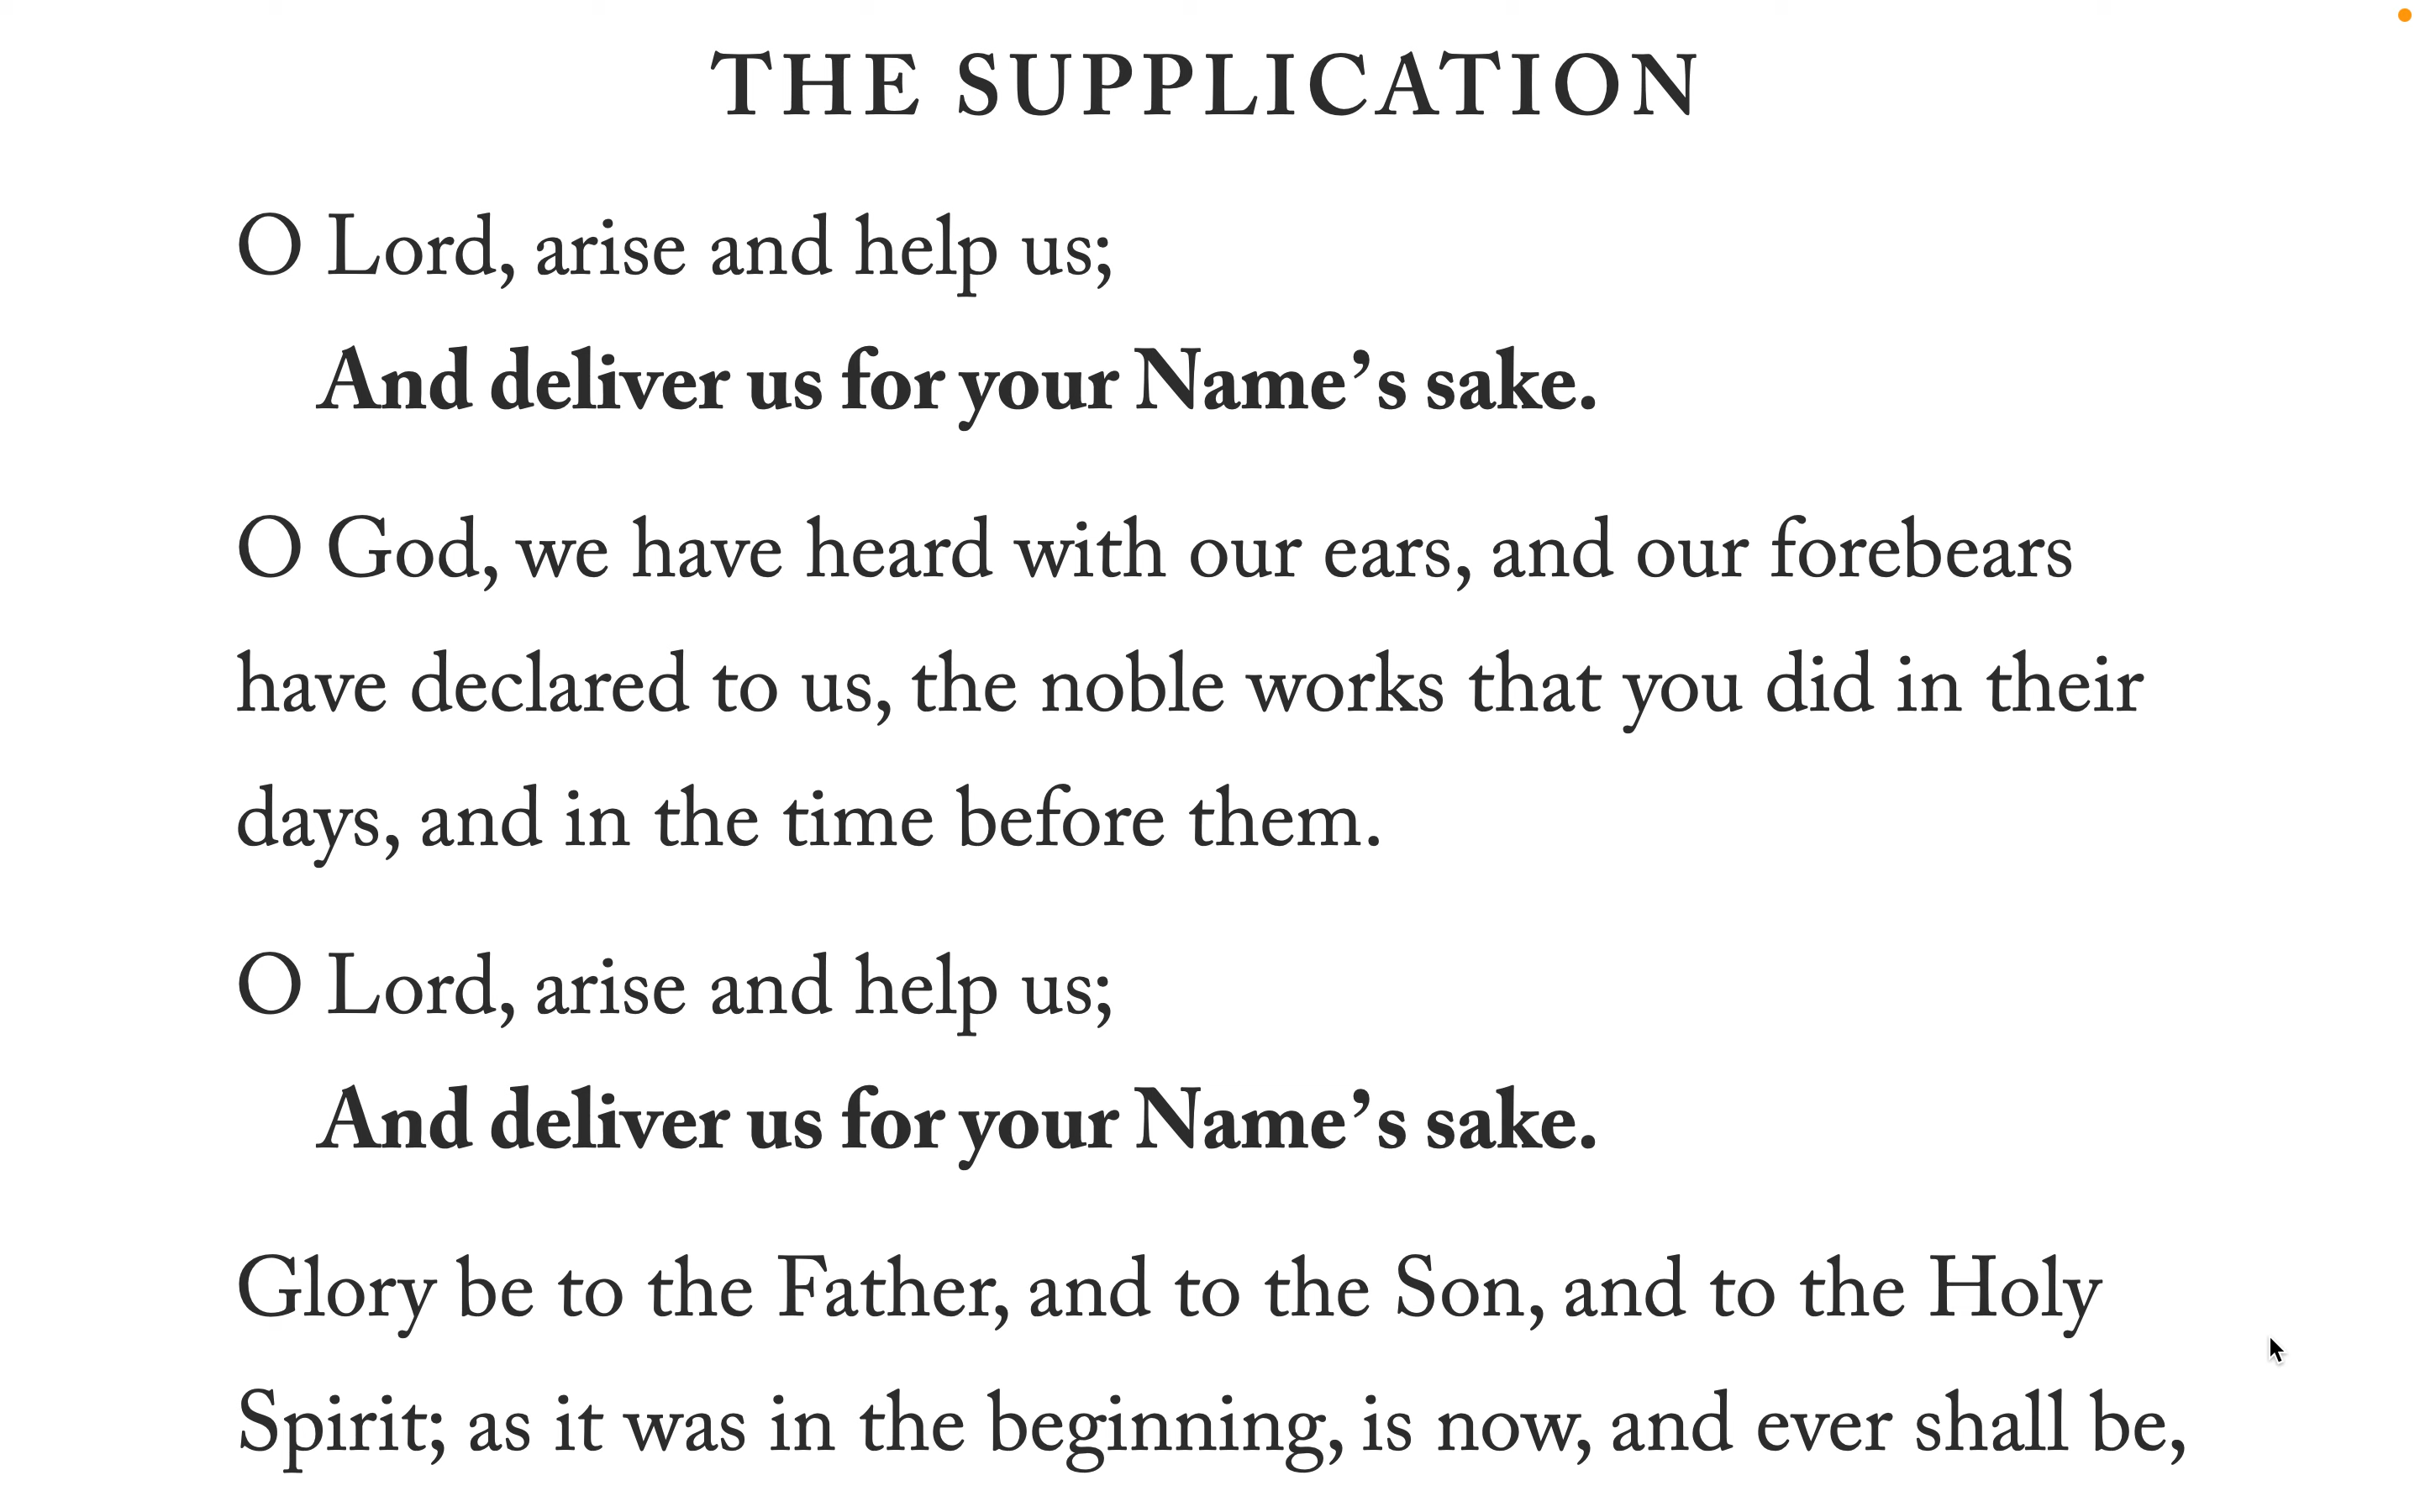 THE SUPPLICATION
O Lord, arise and help us;
And deliver us for your Name’s sake.
O God, we have heard with our ears, and our forebears
have declared to us, the noble works that you did in their
days, and in the time before them.
O Lord, arise and help us;
And deliver us for your Name’s sake.
Glory be to the Father, and to the Son, and to the Holy
Spirit; as it was in the beginning, is now, and ever shall be,